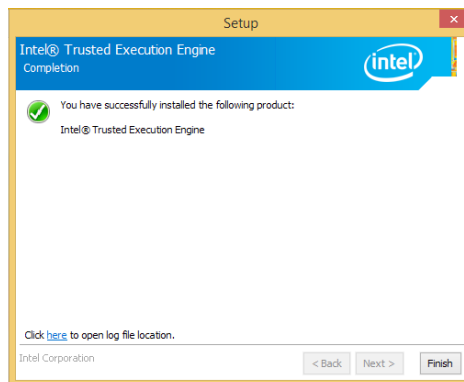 Setup
Intel® Trusted Execution Engine
Completion
intel
You have successfully installed the following product:
Intel® Trusted Execution Engine
Click here to open log file location.
Intel Corporation
< Back
Next >
Finish